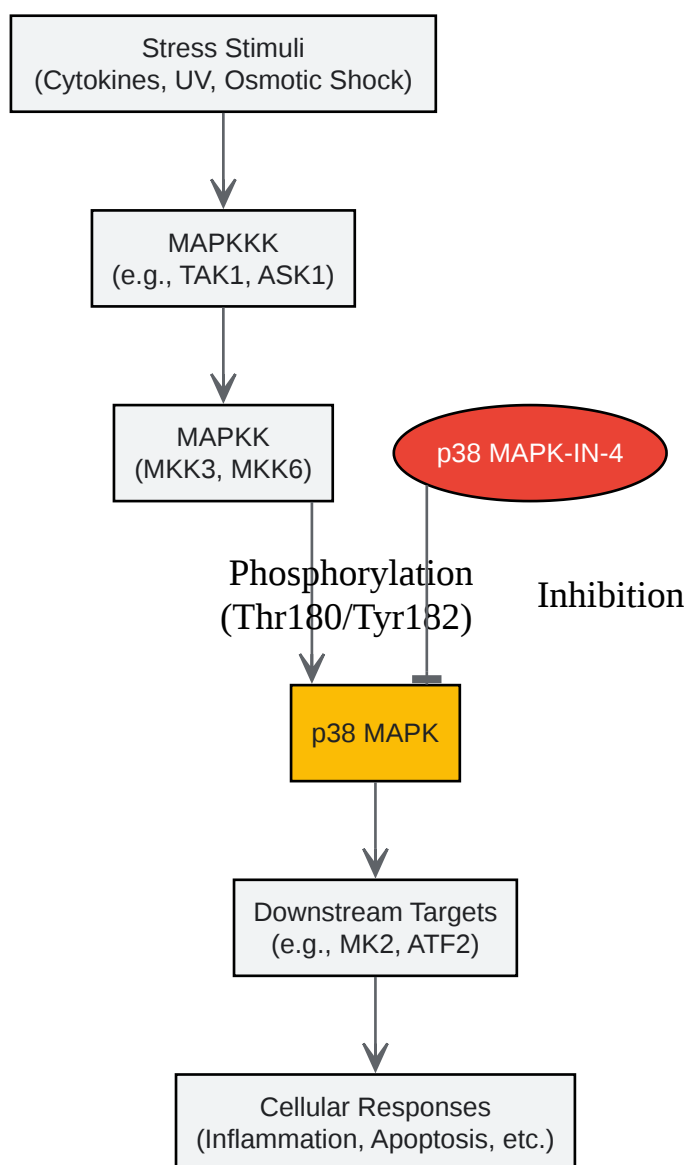 Stress Stimuli
(Cytokines, UV, Osmotic Shock)
MAPKKK
(e.g., TAK1, ASK1)
MAPKK
(MKK3, MKK6)
p38 MAPK-IN-4
Phosphorylation
(Thr180/Tyr182)
Inhibition
p38 MAPK
Downstream Targets
(e.g., MK2, ATF2)
Cellular Responses
(Inflammation, Apoptosis, etc.)